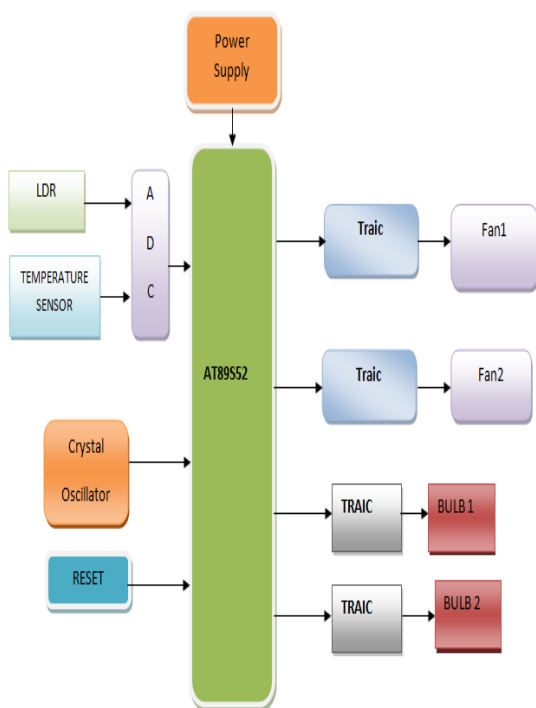 Power
Supply
LDR
A
D
C
TEMPERATURE
SENSOR
AT89S52
Crystal
Oscillator
RESET
Traic
Fan1
Traic
Fan2
TRAIC
BULB 1
TRAIC
BULB 2